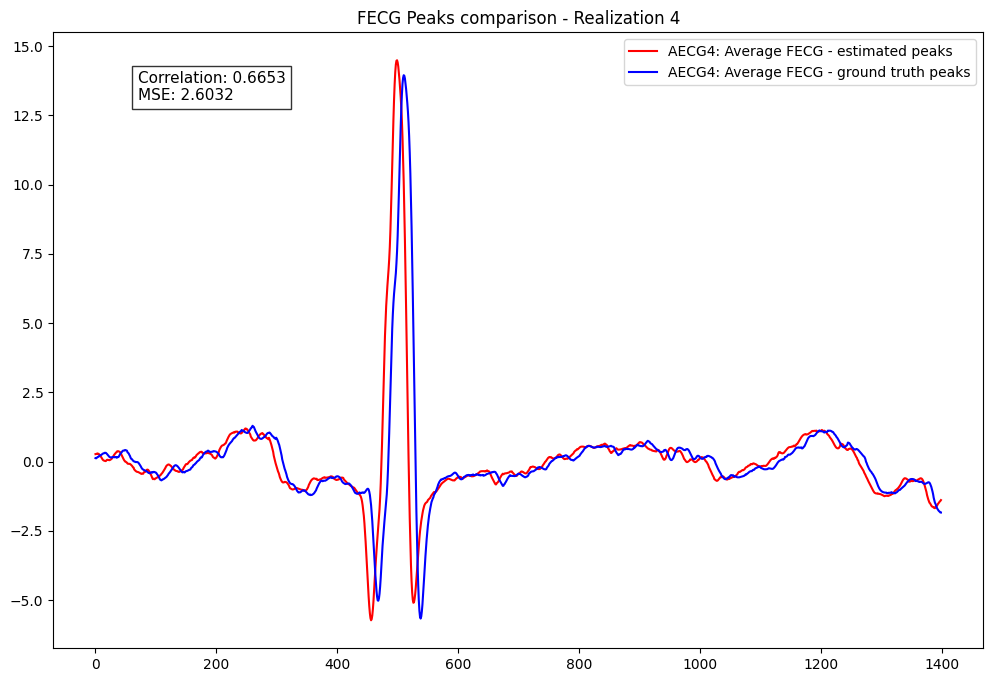 FECG Peaks comparison - Realization 4
AECG4: Average FECG - estimated peaks
AECG4: Average FECG - ground truth peaks
Correlation: 0.6653
MSE: 2.6032
15.0
12.5
10.0
7.5
5.0
2.5
0.0
−2.5
−5.0
0 200 400 600 800 1000 1200 1400